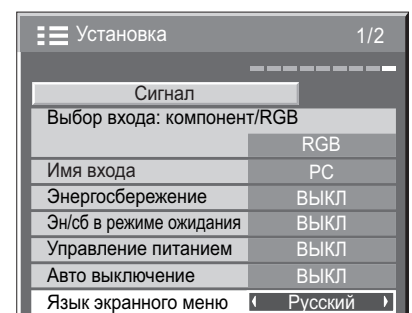 Установка 1/2
Сигнал
Выбор входа: компонент/RGB
RGB
Имя входа PC
Энергосбережение ВЫКЛ
Эн/сб в режиме ожидания ВЫКЛ
Управление питанием ВЫКЛ
Авто выключение ВЫКЛ
Язык экранного меню Русский